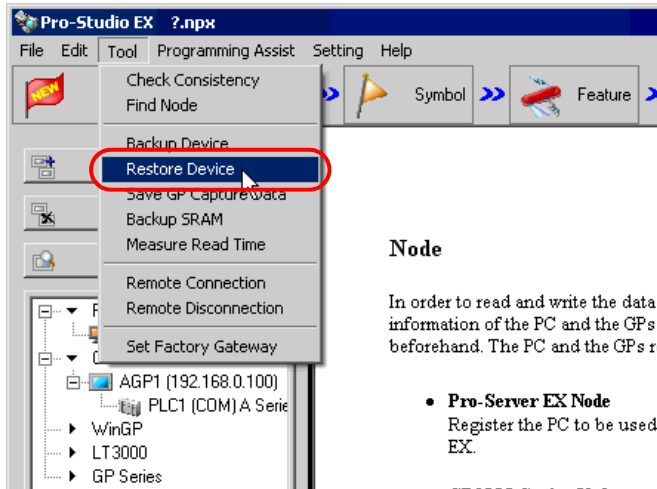 Pro-Studio EX ?.npx
File Edit Tool Programming Assist Setting Help
NEW
Symbol
Feature
Check Consistency
Find Node
Backup Device
Restore Device
Save GP Capture Data
Backup SRAM
Measure Read Time
Remote Connection
Remote Disconnection
Set Factory Gateway
AGP1 (192.168.0.100)
PLC1 (COM) A Serie
WinGP
LT3000
GP Series
Node
In order to read and write the data
information of the PC and the GPs
beforehand. The PC and the GPs r
• Pro-Server EX Node
Register the PC to be used
EX.